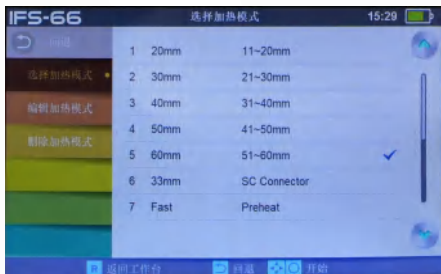 IFS-66 选择加热模式 15:29
回退
选择加热模式
编辑加热模式
删除加热模式
1 20mm 11~20mm
2 30mm 21~30mm
3 40mm 31~40mm
4 50mm 41~50mm
5 60mm 51~60mm
6 33mm SC Connector
7 Fast Preheat
R 返回工作台 回退 开始